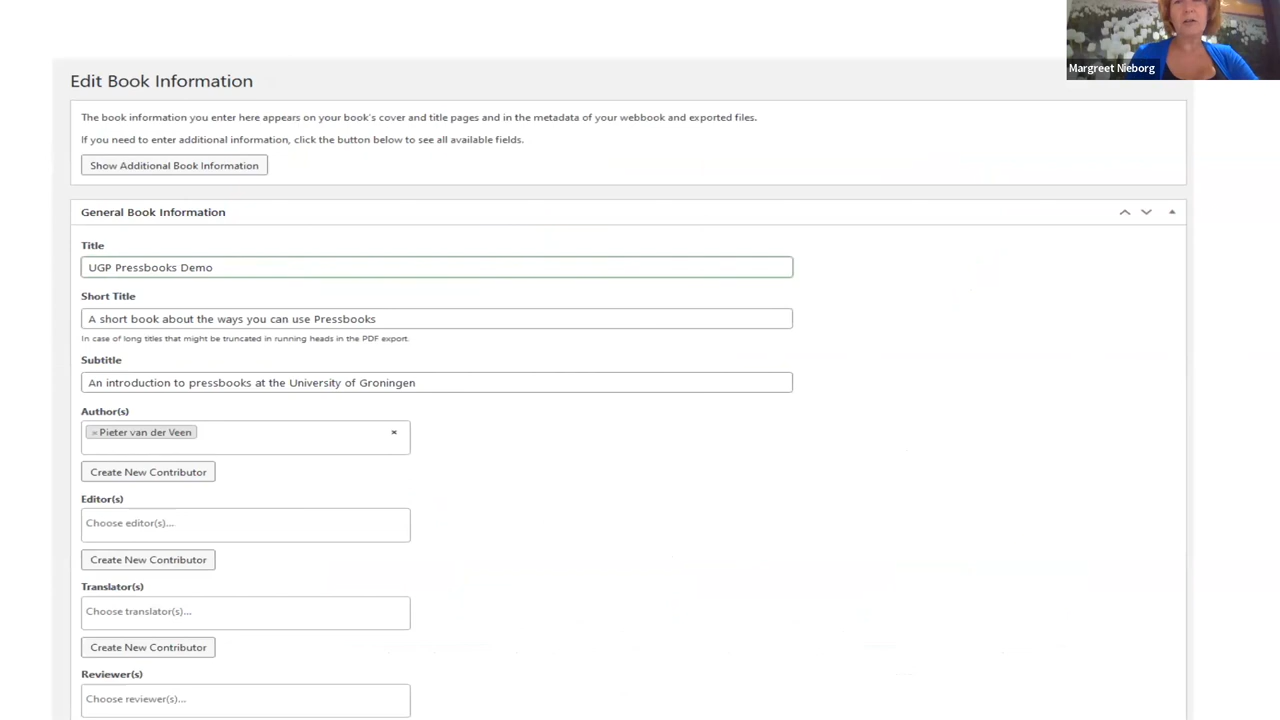 Margreet Nieborg
Edit Book Information
The book information you enter here appears on your book's cover and title pages and in the metadata of your webbook and exported files.
If you need to enter additional information, click the button below to see all available fields.
Show Additional Book Information
General Book Information
Title
UGP Pressbooks Demo
Short Title
A short book about the ways you can use Pressbooks
In case of long titles that might be truncated in running heads in the PDF export.
Subtitle
An introduction to pressbooks at the University of Groningen
Author(s)
× Pieter van der Veen ×
Create New Contributor
Editor(s)
Choose editor(s)...
Create New Contributor
Translator(s)
Choose translator(s)...
Create New Contributor
Reviewer(s)
Choose reviewer(s)...